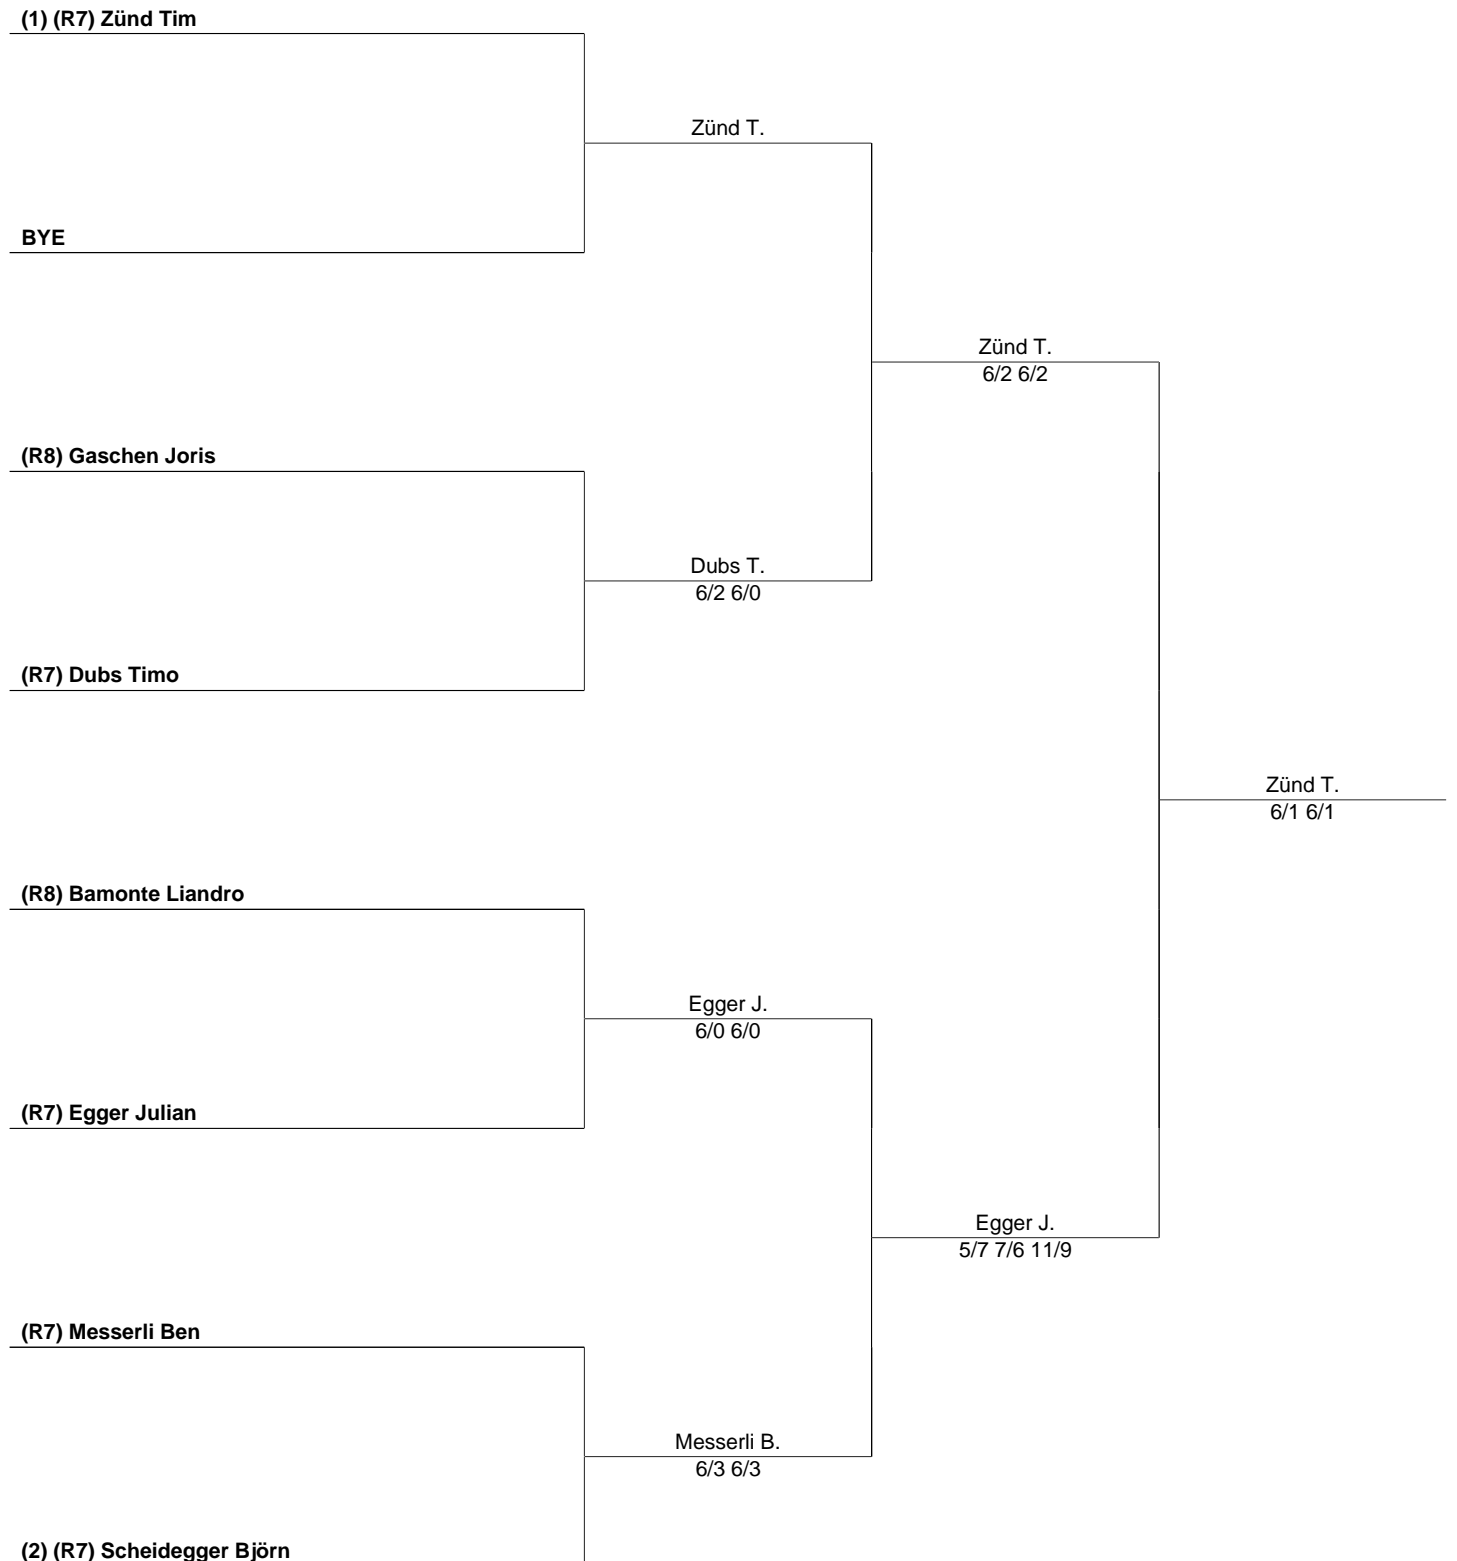 (1) (R7) Zünd Tim
Zünd T.
BYE
Zünd T.
6/2 6/2
(R8) Gaschen Joris
Dubs T.
6/2 6/0
(R7) Dubs Timo
Zünd T.
6/1 6/1
(R8) Bamonte Liandro
Egger J.
6/0 6/0
(R7) Egger Julian
Egger J.
5/7 7/6 11/9
(R7) Messerli Ben
Messerli B.
6/3 6/3
(2) (R7) Scheidegger Björn